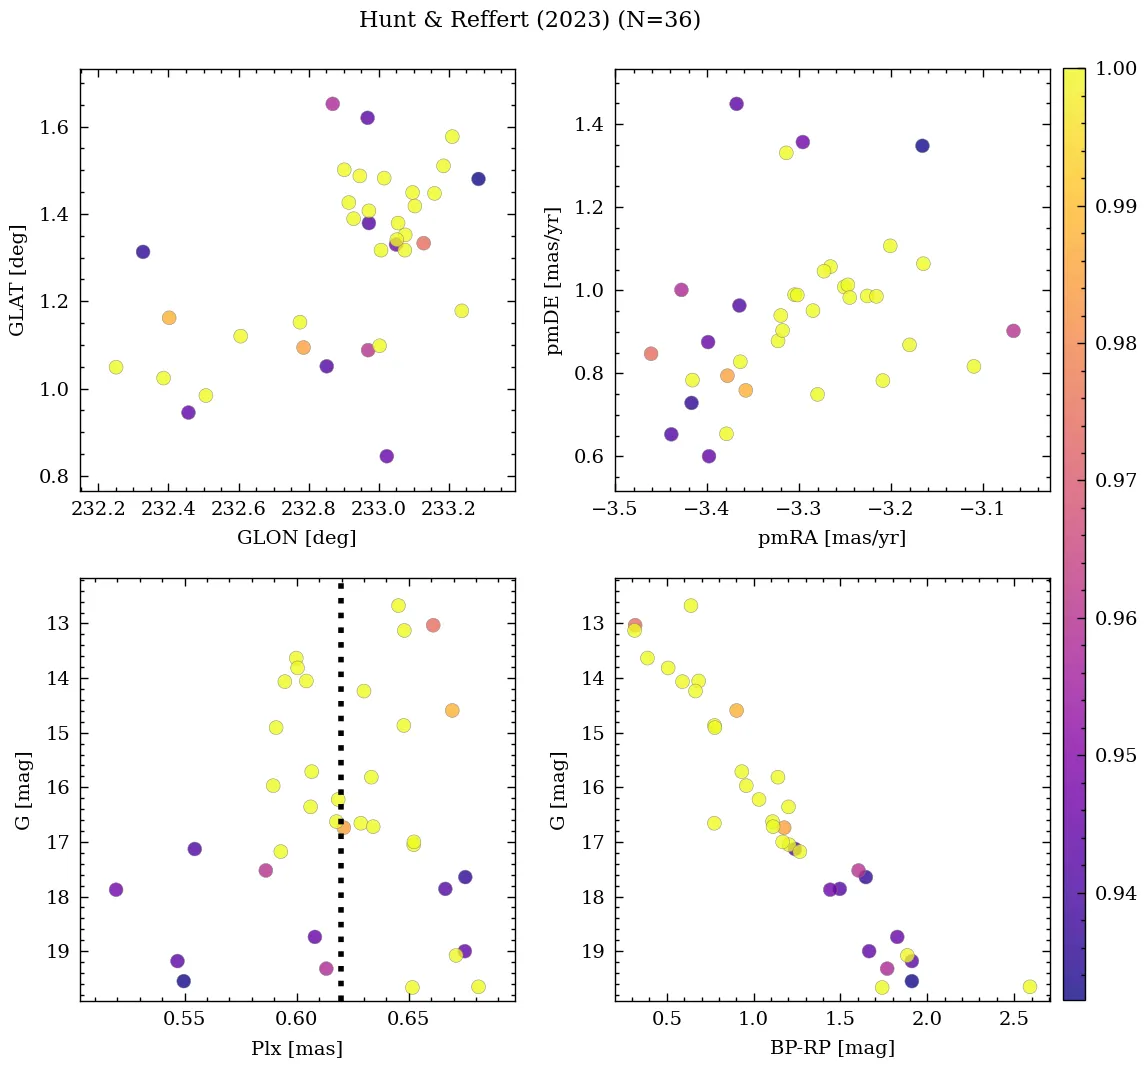 Hunt & Reffert (2023) (N=36)
1.6
1.4
1.2
1.0
0.8
GLAT [deg]
232.2 232.4 232.6 232.8 233.0 233.2
GLON [deg]
1.4
1.2
1.0
0.8
0.6
pmDE [mas/yr]
−3.5 −3.4 −3.3 −3.2 −3.1
pmRA [mas/yr]
13
14
15
16
17
18
19
G [mag]
0.55 0.60 0.65
Plx [mas]
13
14
15
16
17
18
19
G [mag]
0.5 1.0 1.5 2.0 2.5
BP-RP [mag]
1.00
0.99
0.98
0.97
0.96
0.95
0.94